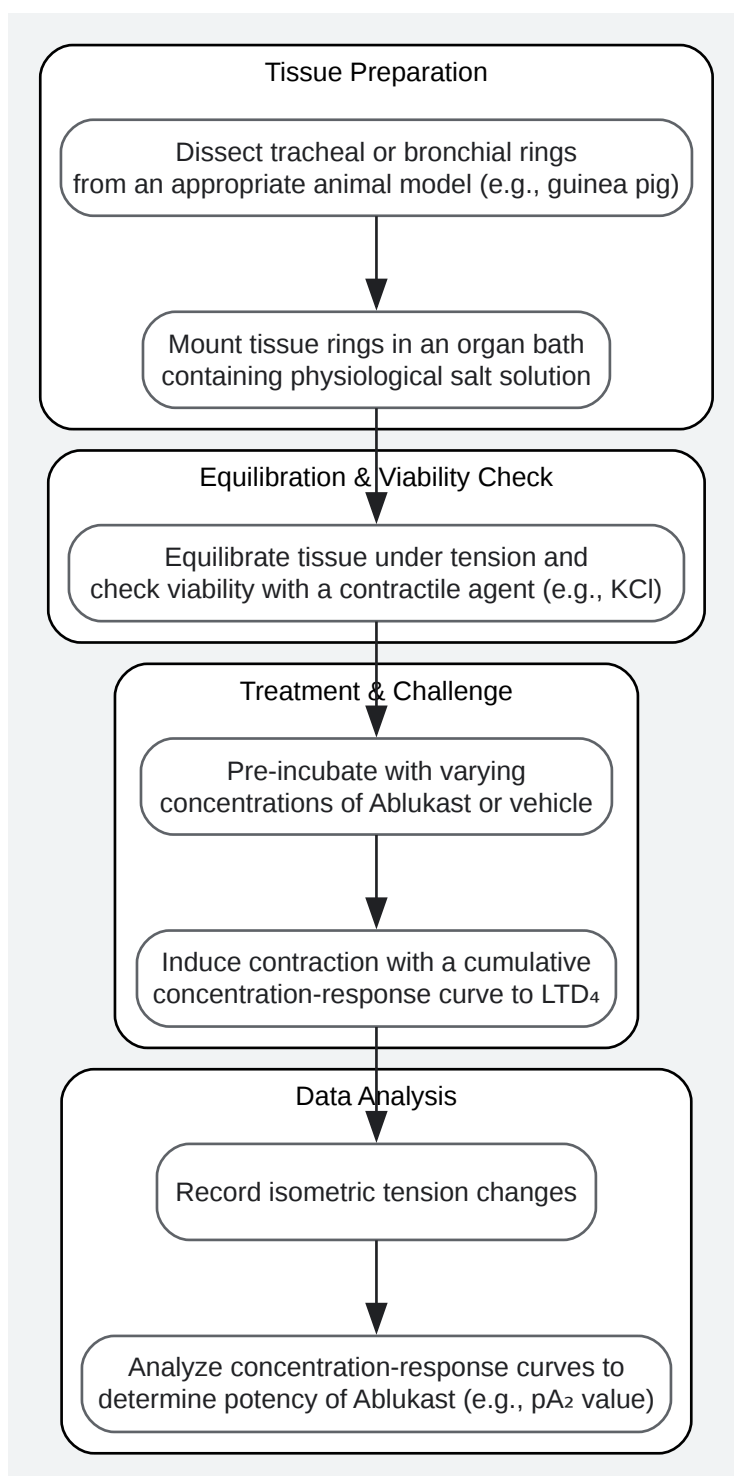 Tissue Preparation
Dissect tracheal or bronchial rings
from an appropriate animal model (e.g., guinea pig)
Mount tissue rings in an organ bath
containing physiological salt solution
Equilibration & Viability Check
Equilibrate tissue under tension and
check viability with a contractile agent (e.g., KCl)
Treatment & Challenge
Pre-incubate with varying
concentrations of Ablukast or vehicle
Induce contraction with a cumulative
concentration-response curve to LTD₄
Data Analysis
Record isometric tension changes
Analyze concentration-response curves to
determine potency of Ablukast (e.g., pA₂ value)